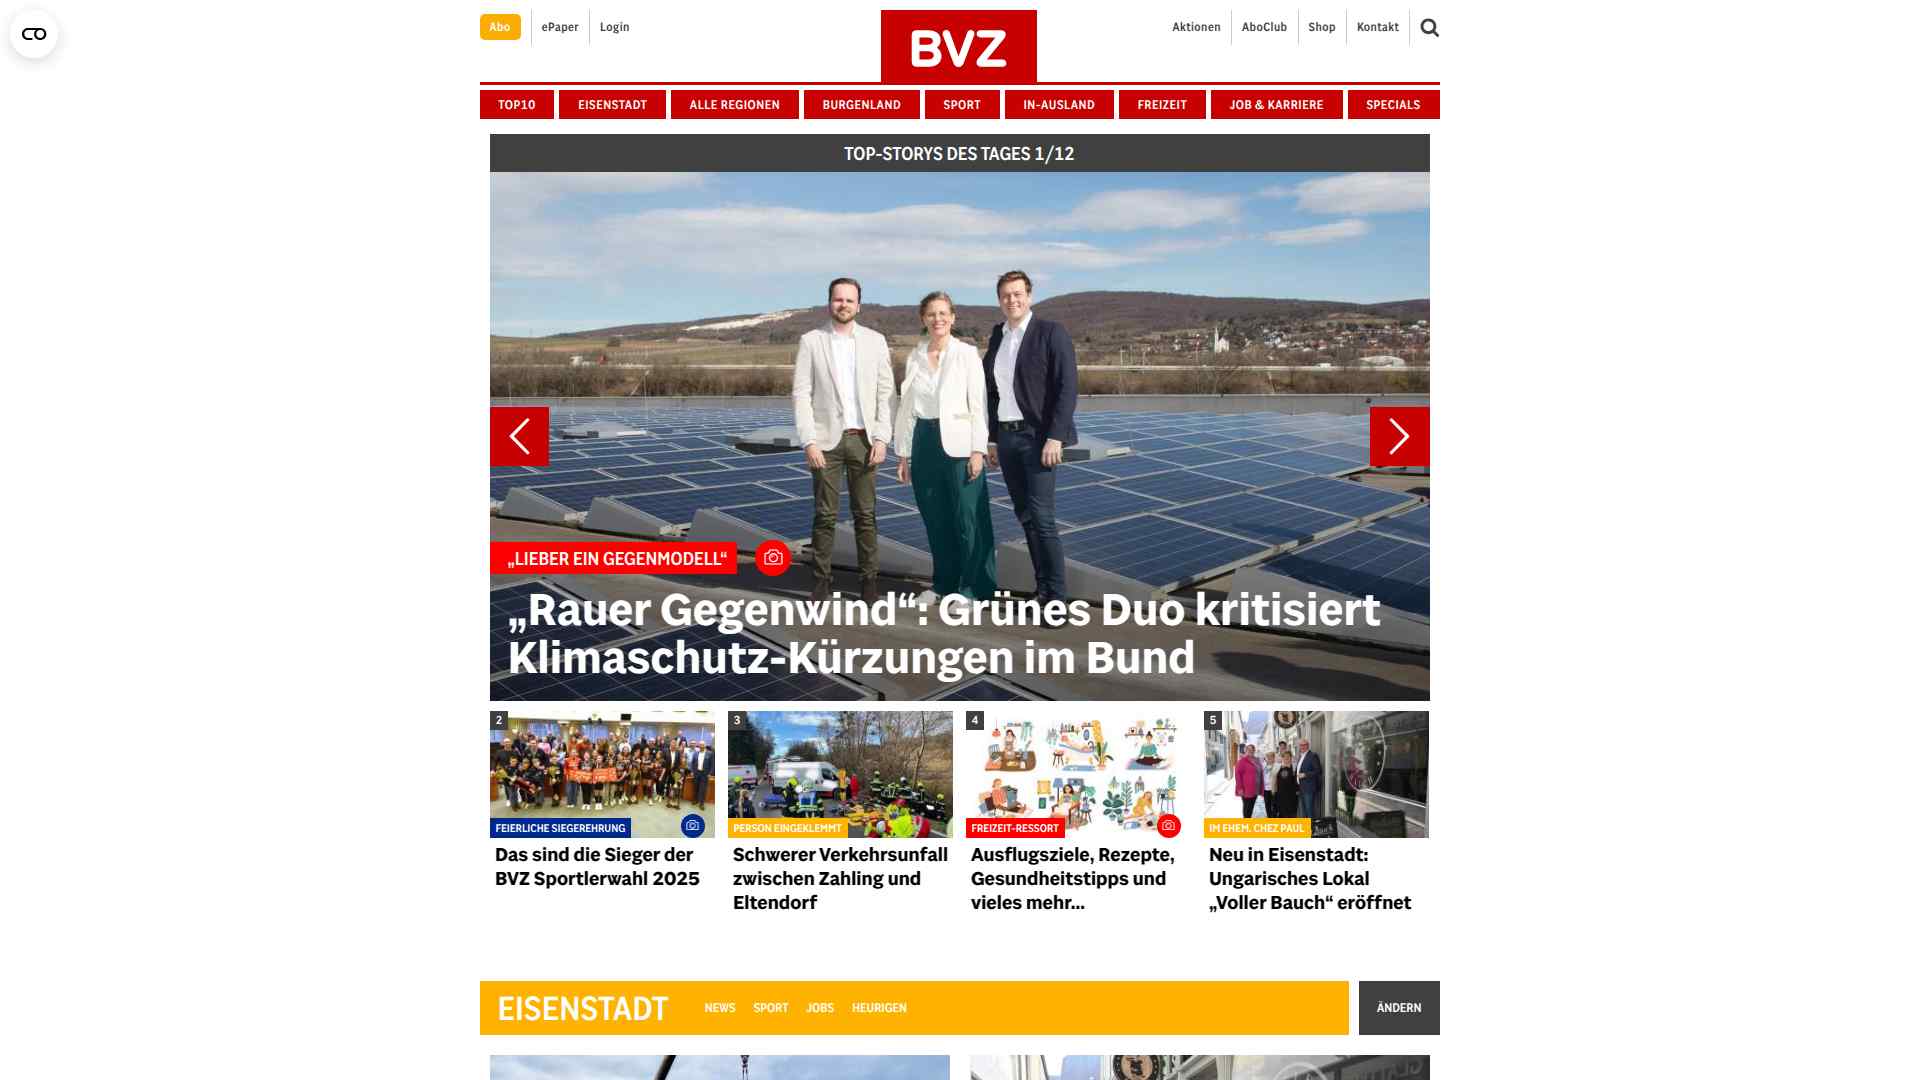 Abo
ePaper
Login
BVZ
Aktionen
AboClub
Shop
Kontakt
TOP10
EISENSTADT
ALLE REGIONEN
BURGENLAND
SPORT
IN-AUSLAND
FREIZEIT
JOB & KARRIERE
SPECIALS
TOP-STORYS DES TAGES 1/12
„LIEBER EIN GEGENMODELL“
„Rauer Gegenwind“: Grünes Duo kritisiert
Klimaschutz-Kürzungen im Bund
2
FEIERLICHE SIEGEREHRUNG
Das sind die Sieger der
BVZ Sportlerwahl 2025
3
PERSON EINGEKLEMMT
Schwerer Verkehrsunfall
zwischen Zahling und
Eltendorf
4
FREIZEIT-RESSORT
Ausflugsziele, Rezepte,
Gesundheitstipps und
vieles mehr...
5
IM EHEM. CHEZ PAUL
Neu in Eisenstadt:
Ungarisches Lokal
„Voller Bauch“ eröffnet
EISENSTADT
NEWS
SPORT
JOBS
HEURIGEN
ÄNDERN